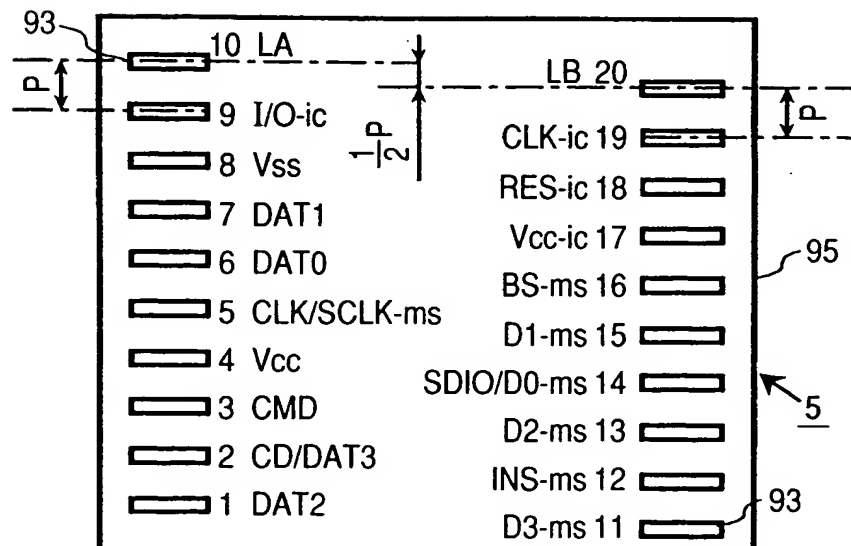 93
10 LA
P
9 I/O-ic
8 Vss
7 DAT1
6 DAT0
5 CLK/SCLK-ms
4 Vcc
3 CMD
2 CD/DAT3
1 DAT2
1/2 P
LB 20
P
CLK-ic 19
RES-ic 18
Vcc-ic 17
BS-ms 16
D1-ms 15
SDIO/D0-ms 14
D2-ms 13
INS-ms 12
D3-ms 11
95
5
93